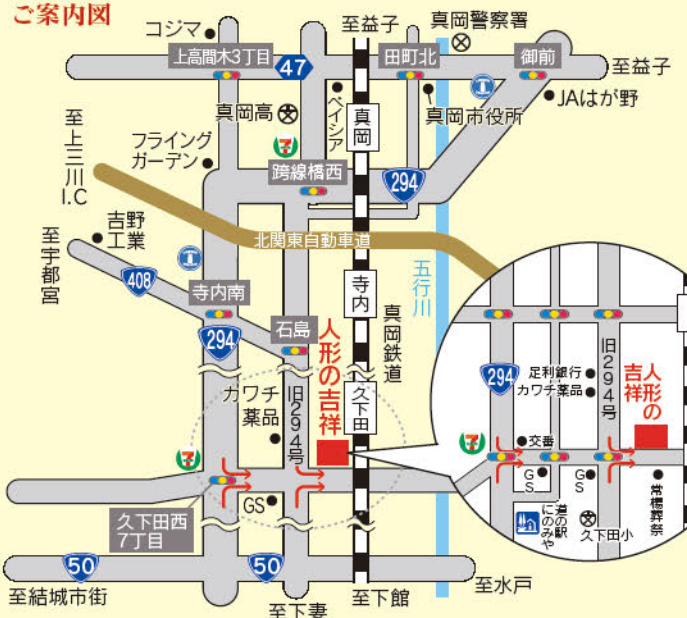 ご案内図
コジマ
至益子
真岡警察署
上高間木3丁目
47
田町北
御前
至益子
真岡高
ベイシア
真岡
真岡市役所
JAはが野
至上三川I.C
フライング
ガーデン
跨線橋西
294
北関東自動車道
吉野
工業
至宇都宮
408
寺内南
寺内
五行川
294
石島
人形の吉祥
真岡鉄道
カワチ
薬品
旧294号
久下田
GS
久下田西
7丁目
50
50
至結城市街
至下妻
至下館
至水戸
294
足利銀行
カワチ薬品
旧294号
人形の
吉祥
交番
GS
GS
道の駅
にのみや
久下田小
常楊葬祭